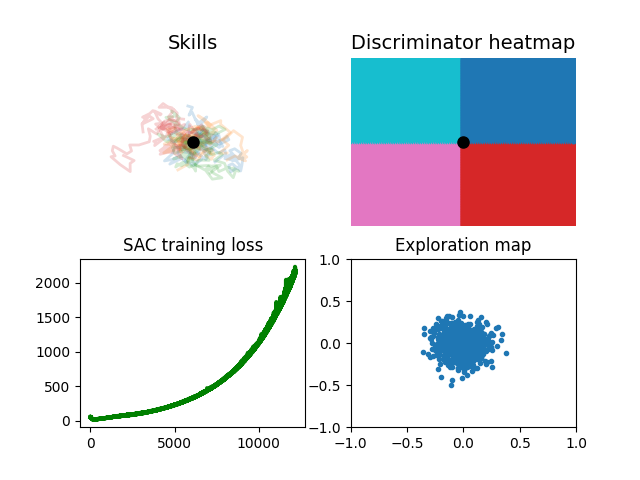 Skills
Discriminator heatmap
SAC training loss
2000
1500
1000
500
0
0 5000 10000
Exploration map
1.0
0.5
0.0
−0.5
−1.0
−1.0 −0.5 0.0 0.5 1.0